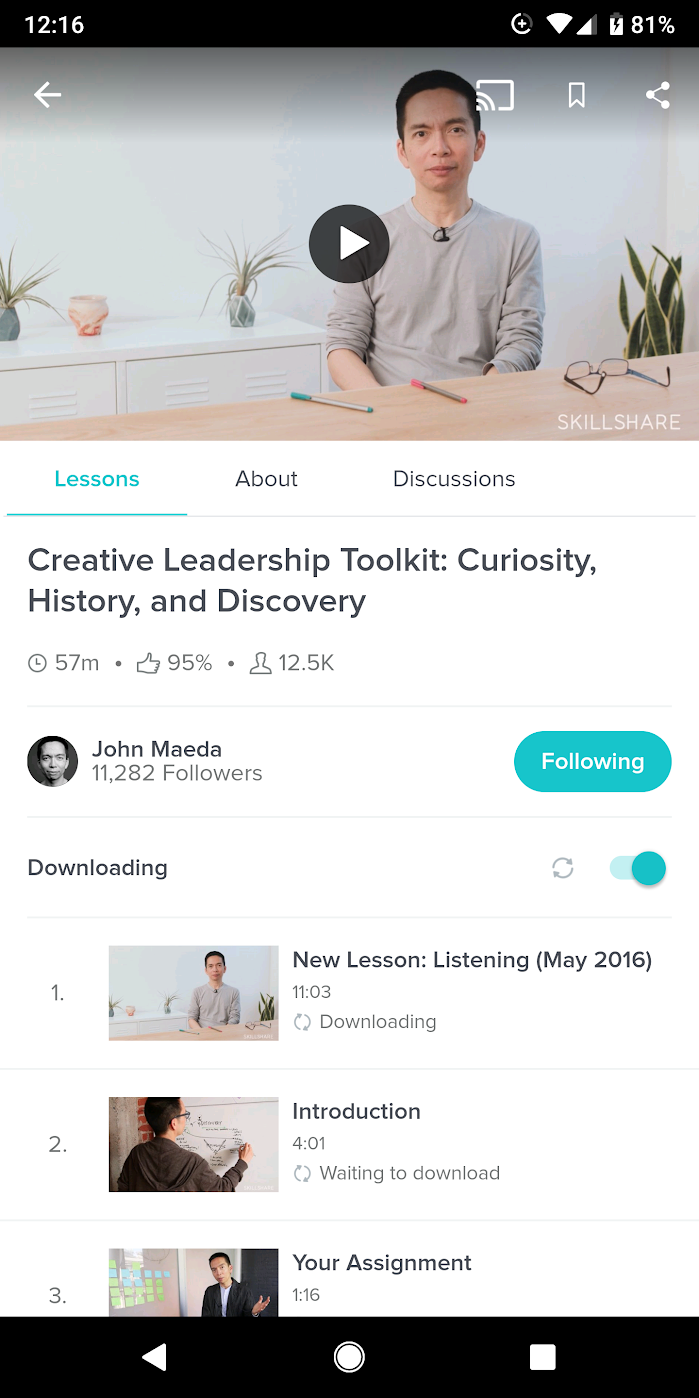 12:16
81%
SKILLSHARE
Lessons
About
Discussions
Creative Leadership Toolkit: Curiosity,
History, and Discovery
57m • 95% • 12.5K
John Maeda
11,282 Followers
Following
Downloading
1.
New Lesson: Listening (May 2016)
11:03
Downloading
2.
Introduction
4:01
Waiting to download
3.
Your Assignment
1:16